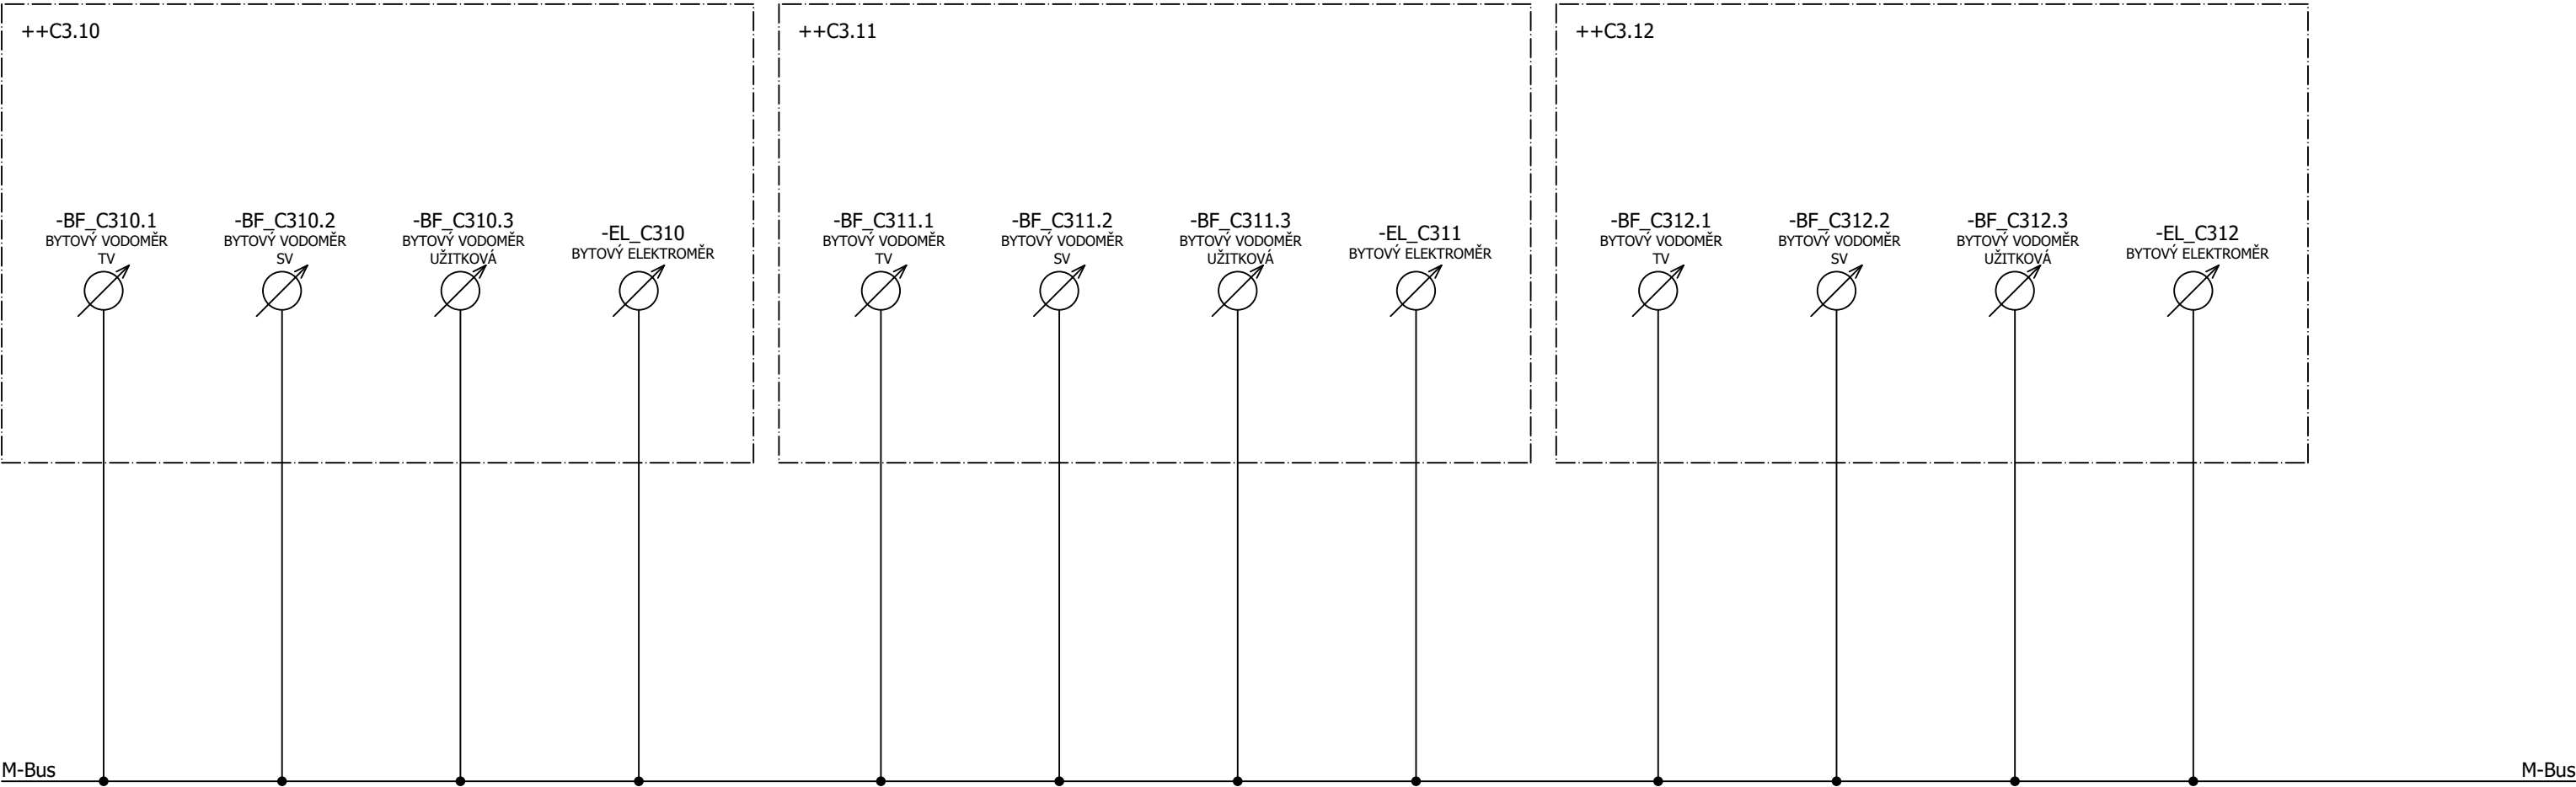 ++C3.10
++C3.11
++C3.12
-BF_C310.1
BYTOVÝ VODOMĚR
TV
-BF_C310.2
BYTOVÝ VODOMĚR
SV
-BF_C310.3
BYTOVÝ VODOMĚR
UŽITKOVÁ
-EL_C310
BYTOVÝ ELEKTROMĚR
-BF_C311.1
BYTOVÝ VODOMĚR
TV
-BF_C311.2
BYTOVÝ VODOMĚR
SV
-BF_C311.3
BYTOVÝ VODOMĚR
UŽITKOVÁ
-EL_C311
BYTOVÝ ELEKTROMĚR
-BF_C312.1
BYTOVÝ VODOMĚR
TV
-BF_C312.2
BYTOVÝ VODOMĚR
SV
-BF_C312.3
BYTOVÝ VODOMĚR
UŽITKOVÁ
-EL_C312
BYTOVÝ ELEKTROMĚR
M-Bus
M-Bus